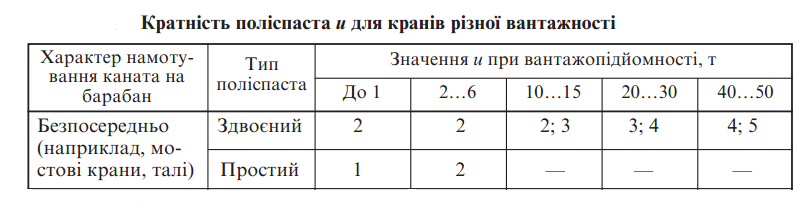 Кратність поліспаста u для кранів різної вантажності
Характер намоту-
вання каната на
барабан
Тип
поліспаста
Значення u при вантажопідйомності, т
До 1 2…6 10…15 20…30 40…50
Безпосередньо
(наприклад, мо-
стові крани, талі)
Здвоєний 2 2 2; 3 3; 4 4; 5
Простий 1 2 — — —